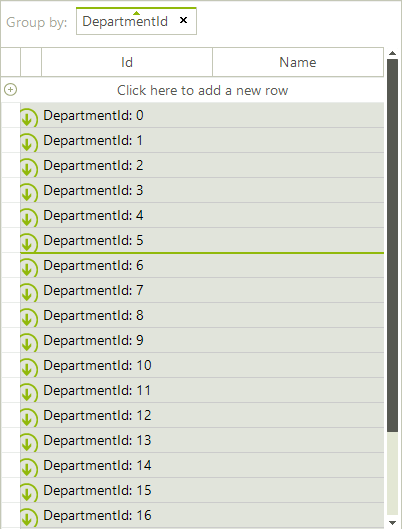 Group by: DepartmentId ×
Id Name
Click here to add a new row
DepartmentId: 0
DepartmentId: 1
DepartmentId: 2
DepartmentId: 3
DepartmentId: 4
DepartmentId: 5
DepartmentId: 6
DepartmentId: 7
DepartmentId: 8
DepartmentId: 9
DepartmentId: 10
DepartmentId: 11
DepartmentId: 12
DepartmentId: 13
DepartmentId: 14
DepartmentId: 15
DepartmentId: 16